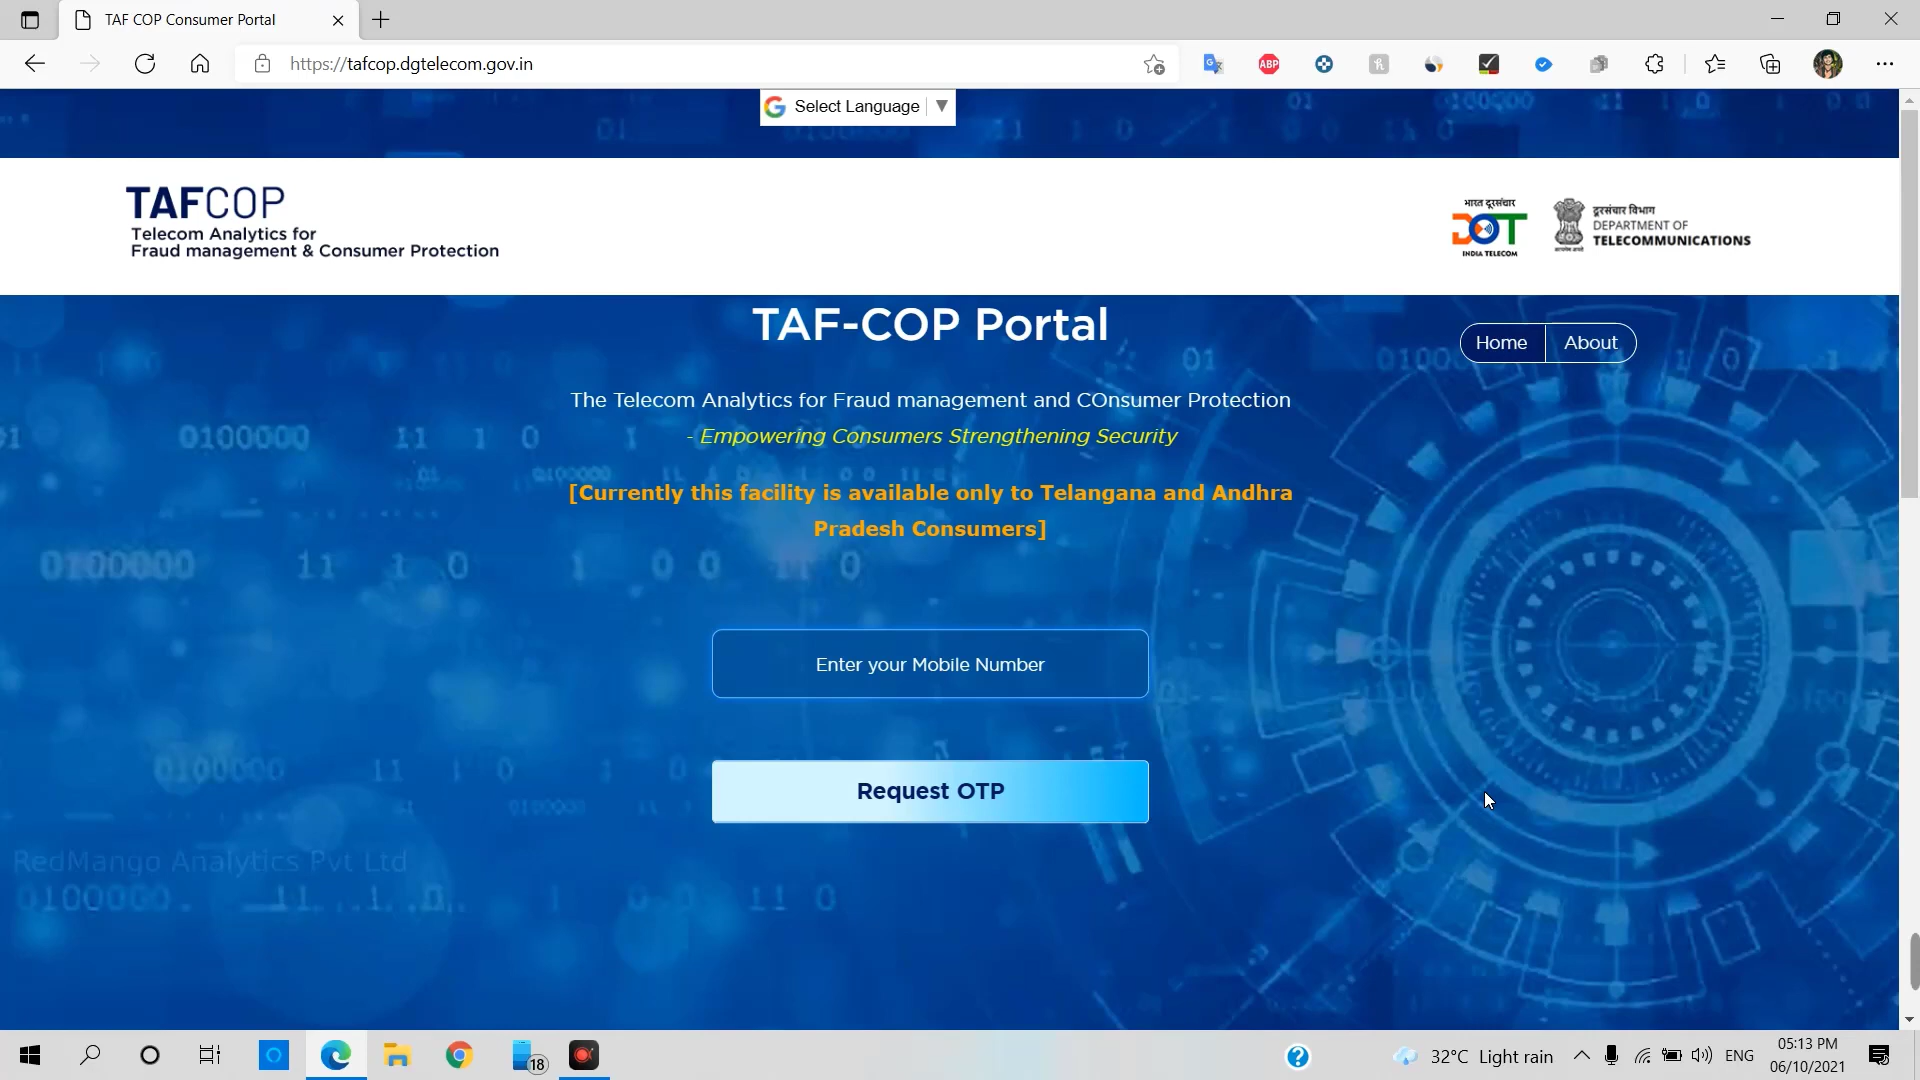 TAF COP Consumer Portal
https://tafcop.dgtelecom.gov.in
ABP
Select Language
TAFCOP
Telecom Analytics for
Fraud management & Consumer Protection
भारत दूरसंचार
DOT
INDIA TELECOM
दूरसंचार विभाग
DEPARTMENT OF
TELECOMMUNICATIONS
TAF-COP Portal
Home
About
The Telecom Analytics for Fraud management and COnsumer Protection
- Empowering Consumers Strengthening Security
[Currently this facility is available only to Telangana and Andhra
Pradesh Consumers]
Enter your Mobile Number
Request OTP
RedMango Analytics Pvt Ltd
18
32°C Light rain
ENG
05:13 PM
06/10/2021